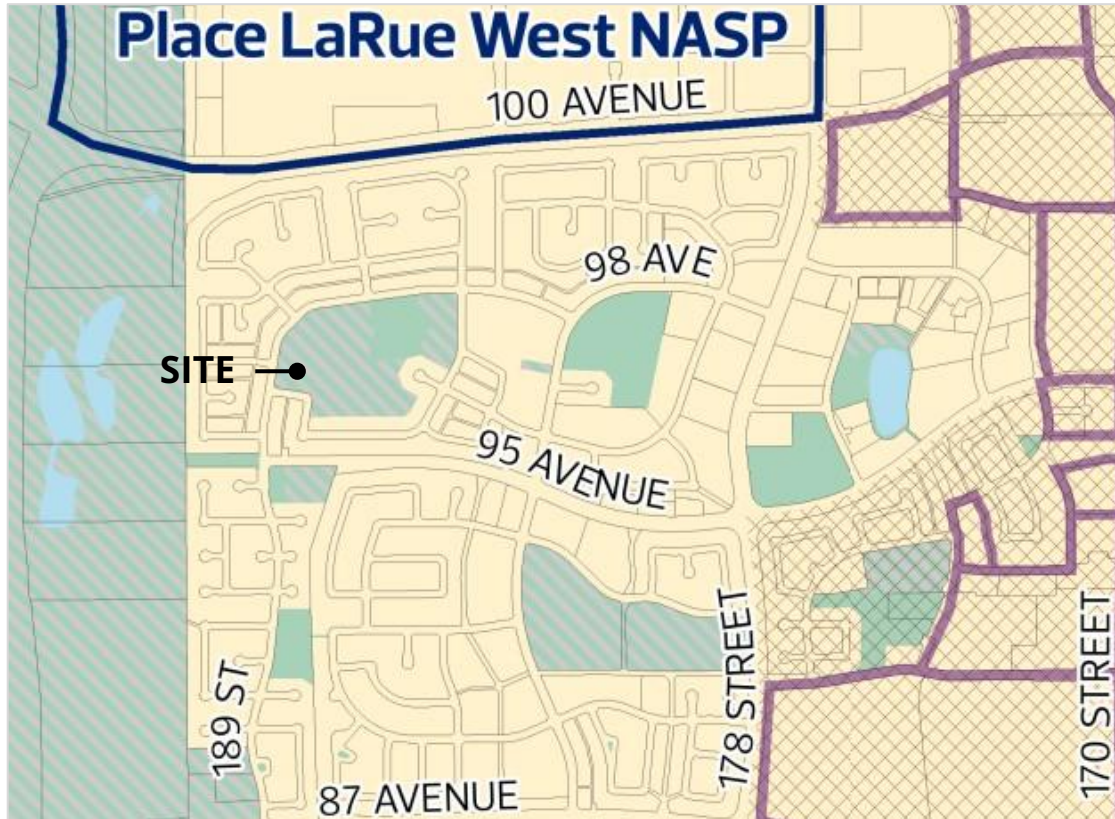 Place LaRue West NASP
100 AVENUE
98 AVE
SITE
95 AVENUE
178 STREET
170 STREET
189 ST
87 AVENUE